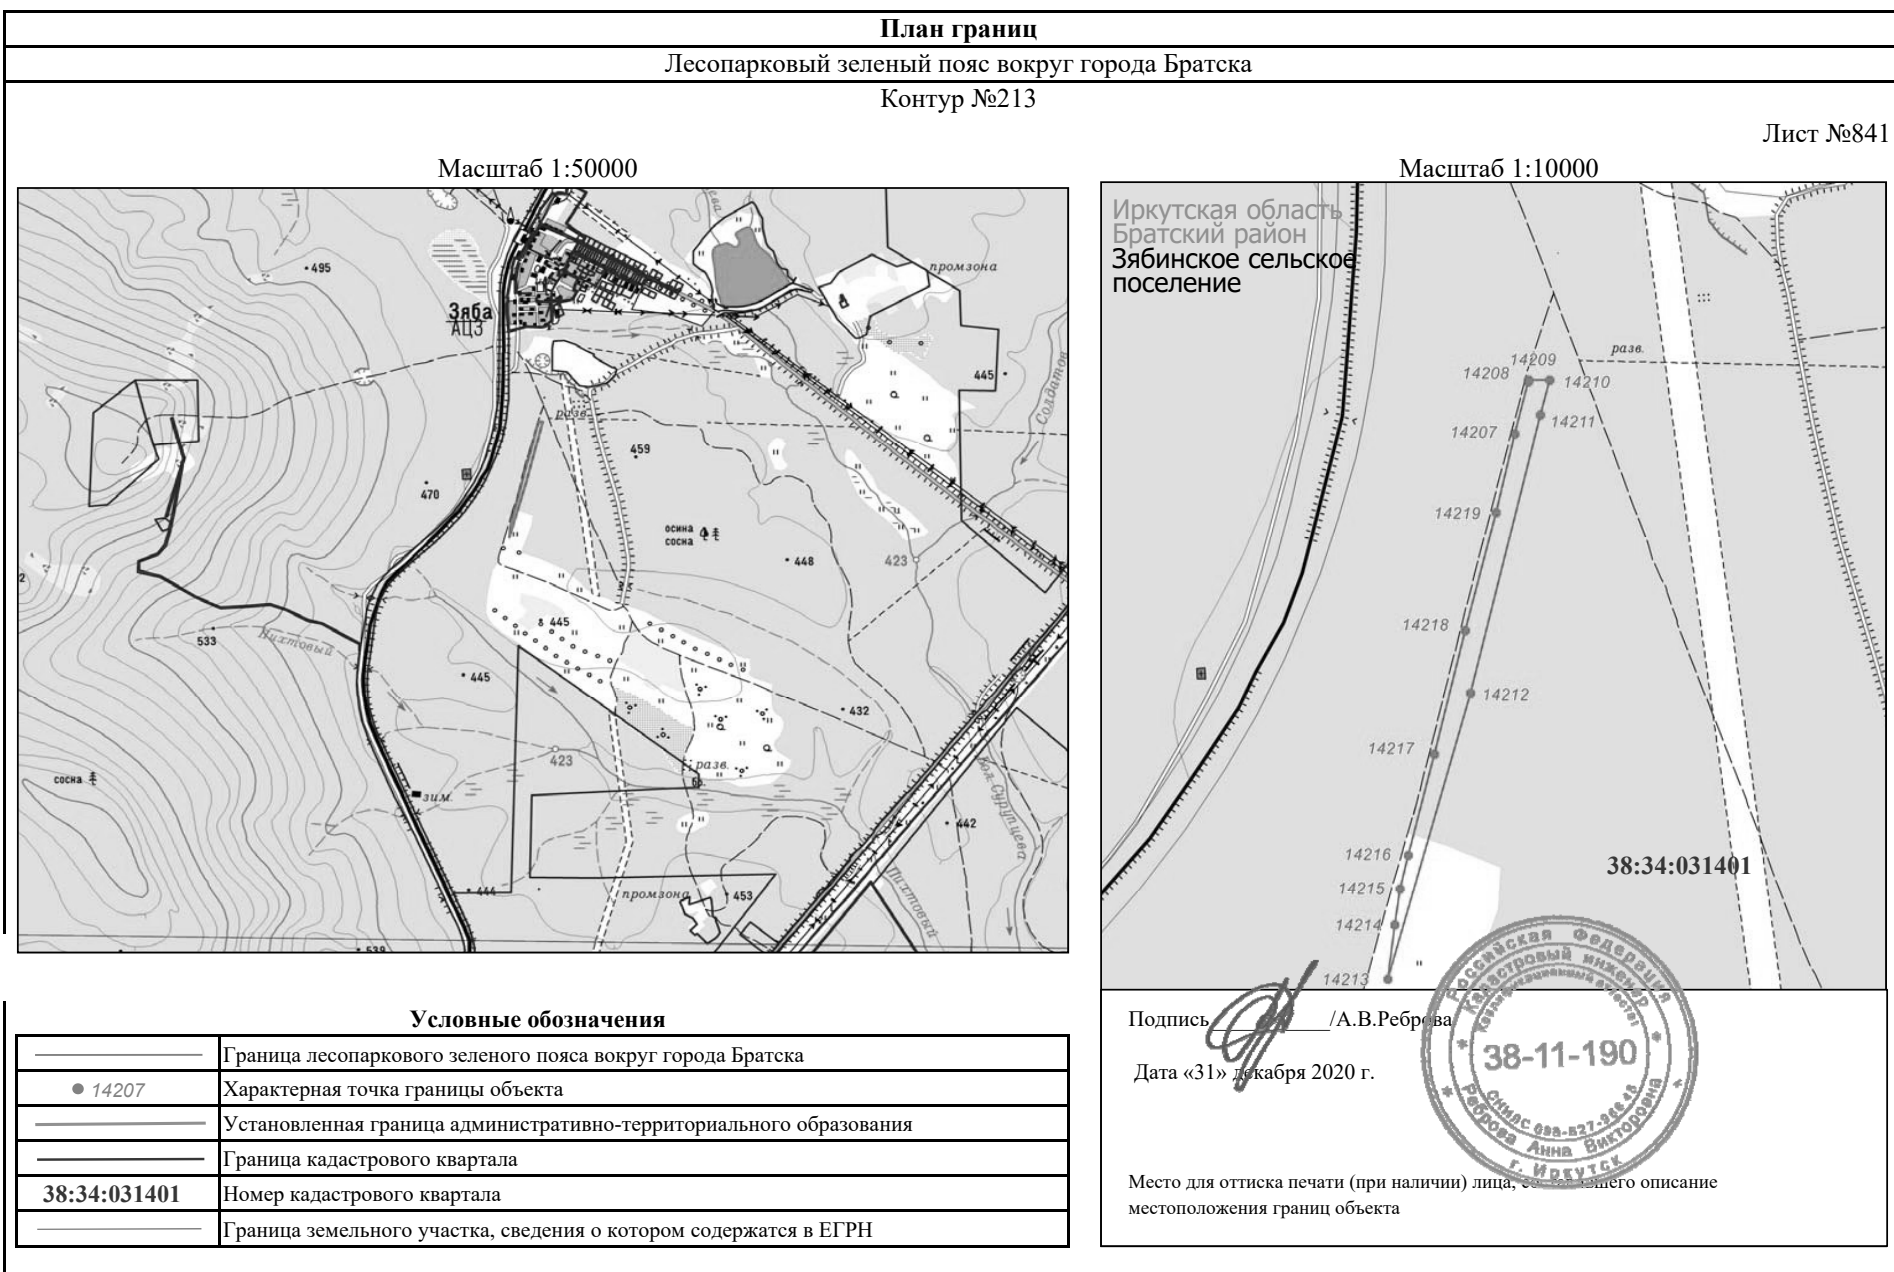 План границ
Лесопарковый зеленый пояс вокруг города Братска
Контур №213
Лист №841
Масштаб 1:50000
495
Зяба
АЦЗ
промзона
445
Солдатов
разв.
459
470
осина
сосна
448
423
533
Пихтовый
445
445
432
423
разв.
сосна
зим.
442
Пихтовый
444
промзона
453
539
Масштаб 1:10000
Иркутская область
Братский район
Зябинское сельское
поселение
разв.
14209
14208
14210
14211
14207
14219
14218
14212
14217
14216
38:34:031401
14215
14214
14213
Условные обозначения
Граница лесопаркового зеленого пояса вокруг города Братска
14207 Характерная точка границы объекта
Установленная граница административно-территориального образования
Граница кадастрового квартала
38:34:031401 Номер кадастрового квартала
Граница земельного участка, сведения о котором содержатся в ЕГРН
Подпись /А.В.Реброва
Дата «31» декабря 2020 г.
Российская Федерация
Кадастровый инженер
38-11-190
Реброва Анна Викторовна
г. Иркутск
Место для оттиска печати (при наличии) лица, описание
местоположения границ объекта